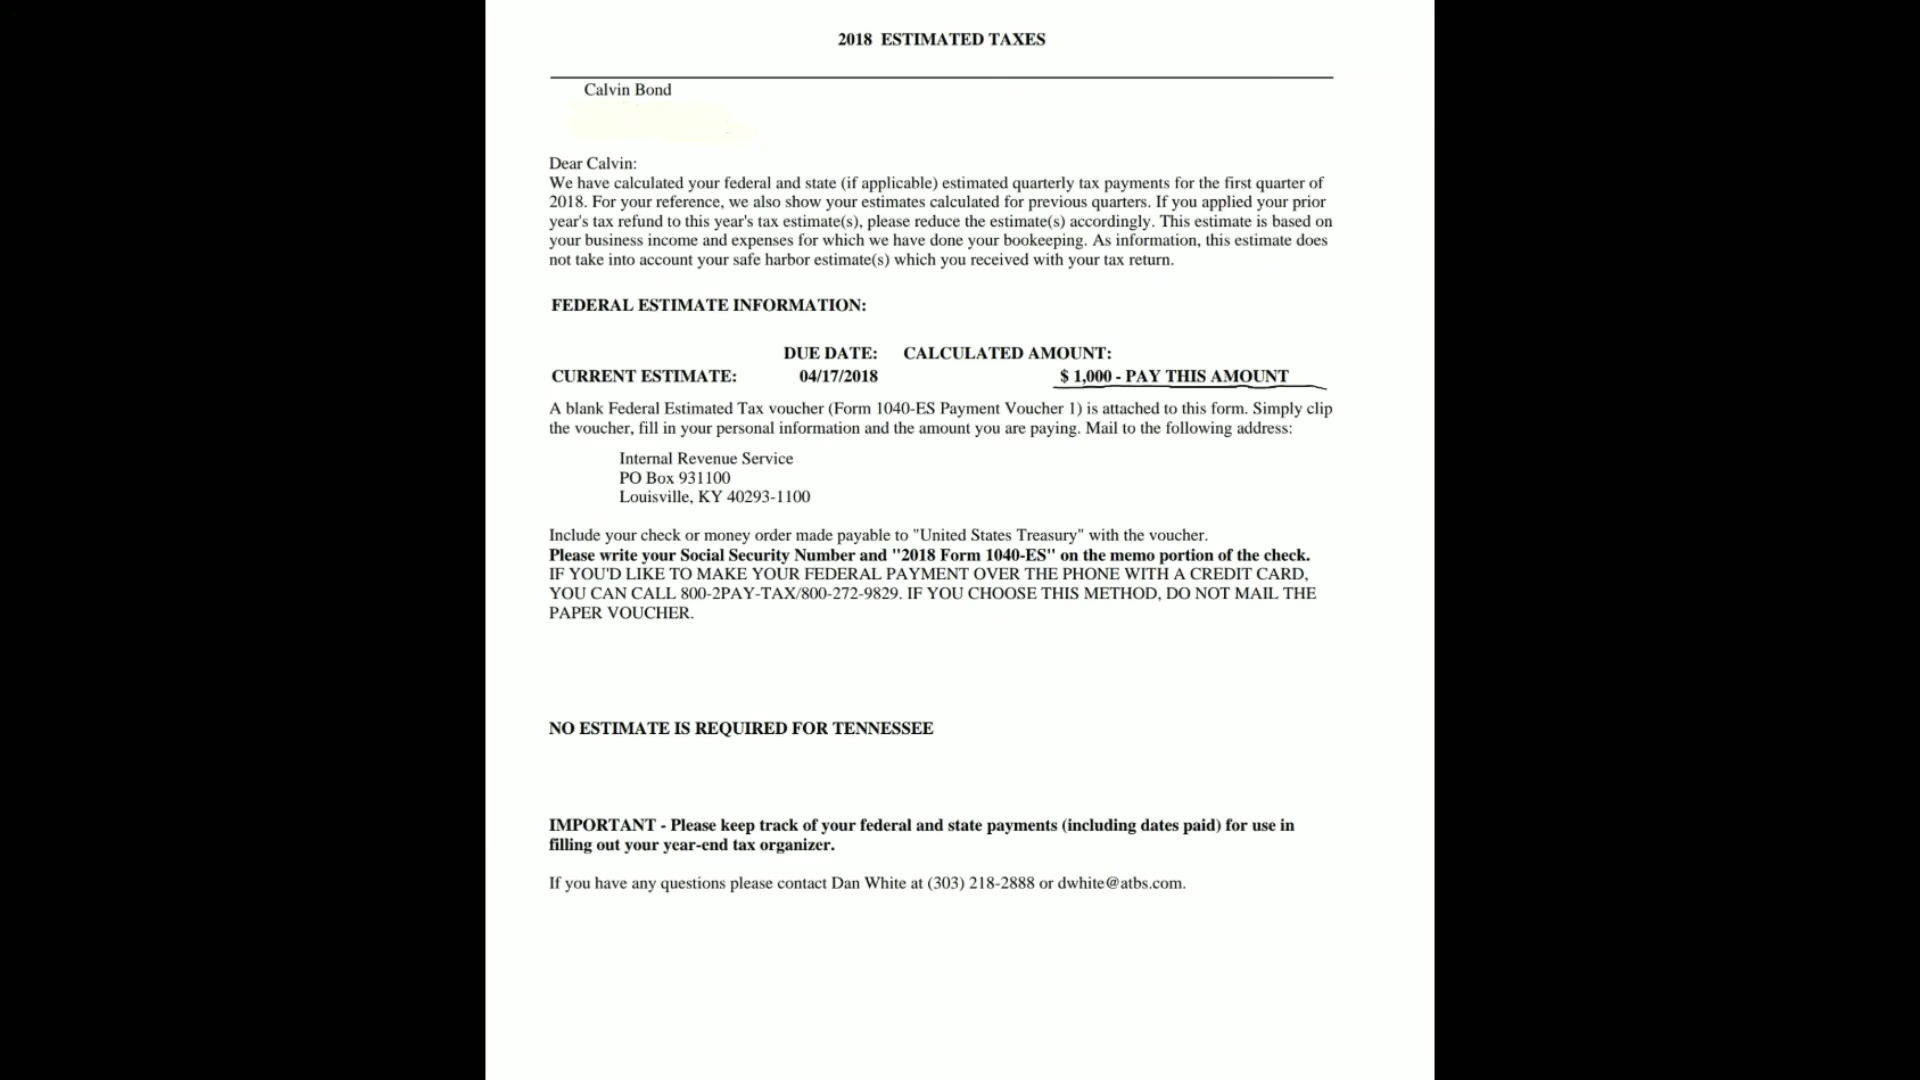 2018 ESTIMATED TAXES
Calvin Bond
Dear Calvin:
We have calculated your federal and state (if applicable) estimated quarterly tax payments for the first quarter of
2018. For your reference, we also show your estimates calculated for previous quarters. If you applied your prior
year's tax refund to this year's tax estimate(s), please reduce the estimate(s) accordingly. This estimate is based on
your business income and expenses for which we have done your bookeeping. As information, this estimate does
not take into account your safe harbor estimate(s) which you received with your tax return.
FEDERAL ESTIMATE INFORMATION:
DUE DATE: CALCULATED AMOUNT:
CURRENT ESTIMATE: 04/17/2018 $ 1,000 - PAY THIS AMOUNT
A blank Federal Estimated Tax voucher (Form 1040-ES Payment Voucher 1) is attached to this form. Simply clip
the voucher, fill in your personal information and the amount you are paying. Mail to the following address:
Internal Revenue Service
PO Box 931100
Louisville, KY 40293-1100
Include your check or money order made payable to "United States Treasury" with the voucher.
Please write your Social Security Number and "2018 Form 1040-ES" on the memo portion of the check.
IF YOU'D LIKE TO MAKE YOUR FEDERAL PAYMENT OVER THE PHONE WITH A CREDIT CARD,
YOU CAN CALL 800-2PAY-TAX/800-272-9829. IF YOU CHOOSE THIS METHOD, DO NOT MAIL THE
PAPER VOUCHER.
NO ESTIMATE IS REQUIRED FOR TENNESSEE
IMPORTANT - Please keep track of your federal and state payments (including dates paid) for use in
filling out your year-end tax organizer.
If you have any questions please contact Dan White at (303) 218-2888 or dwhite@atbs.com.